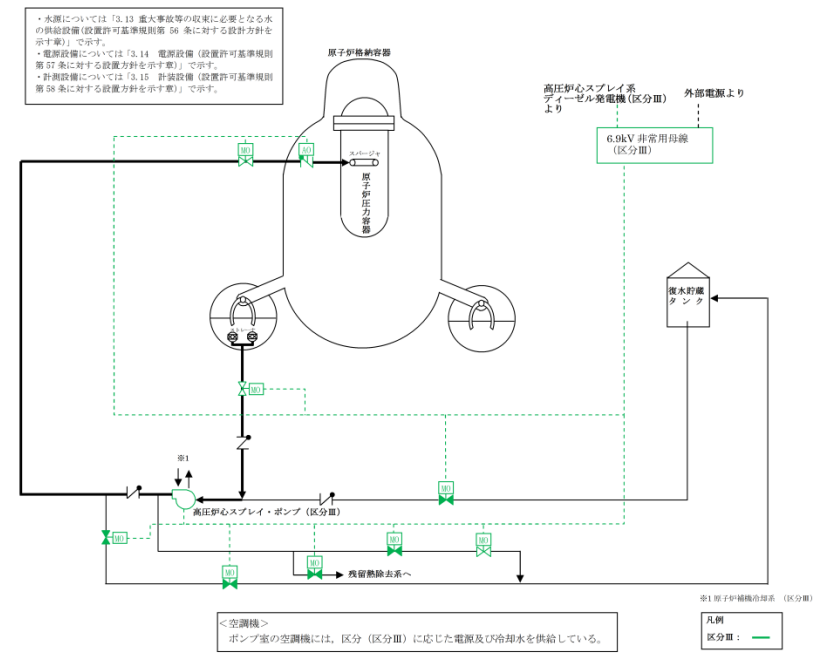 ・水源については「3.13 重大事故等の収束に必要となる水
の供給設備(設置許可基準規則第 56 条に対する設計方針を
示す章)」で示す。
・電源設備については「3.14 電源設備 (設置許可基準規則
第57条に対する設置方針を示す章)」で示す。
・計測設備については「3.15 計装設備 (設置許可基準規則
第58条に対する設置方針を示す章)」で示す。
原子炉格納容器
高圧炉心スプレイ系
ディーゼル発電機(区分Ⅲ)
より
外部電源より
6.9kV 非常用母線
(区分Ⅲ)
MO
AO
スパージャ
原子炉圧力容器
復水貯蔵
タンク
ストレーナ
MO
※1
MO
高圧炉心スプレイ・ポンプ (区分Ⅲ)
MO
MO
MO
MO
MO
残留熱除去系へ
※1 原子炉補機冷却系 (区分Ⅲ)
<空調機>
ポンプ室の空調機には, 区分 (区分Ⅲ) に応じた電源及び冷却水を供給している。
凡例
区分Ⅲ: